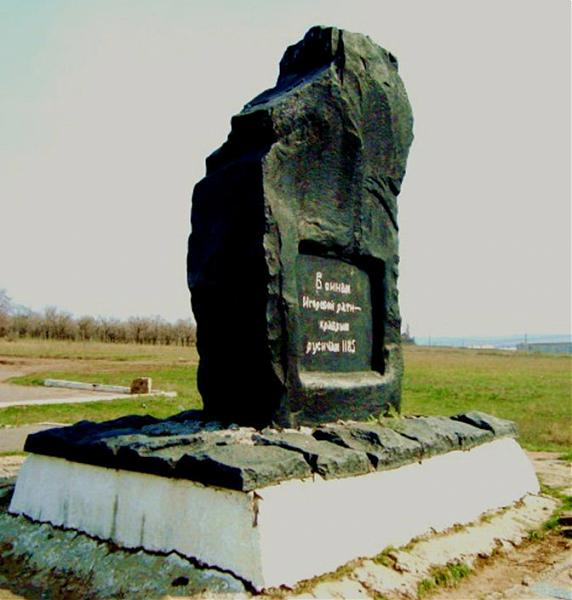 Воинам
Игоревой рати—
храбрым
русичам 1185